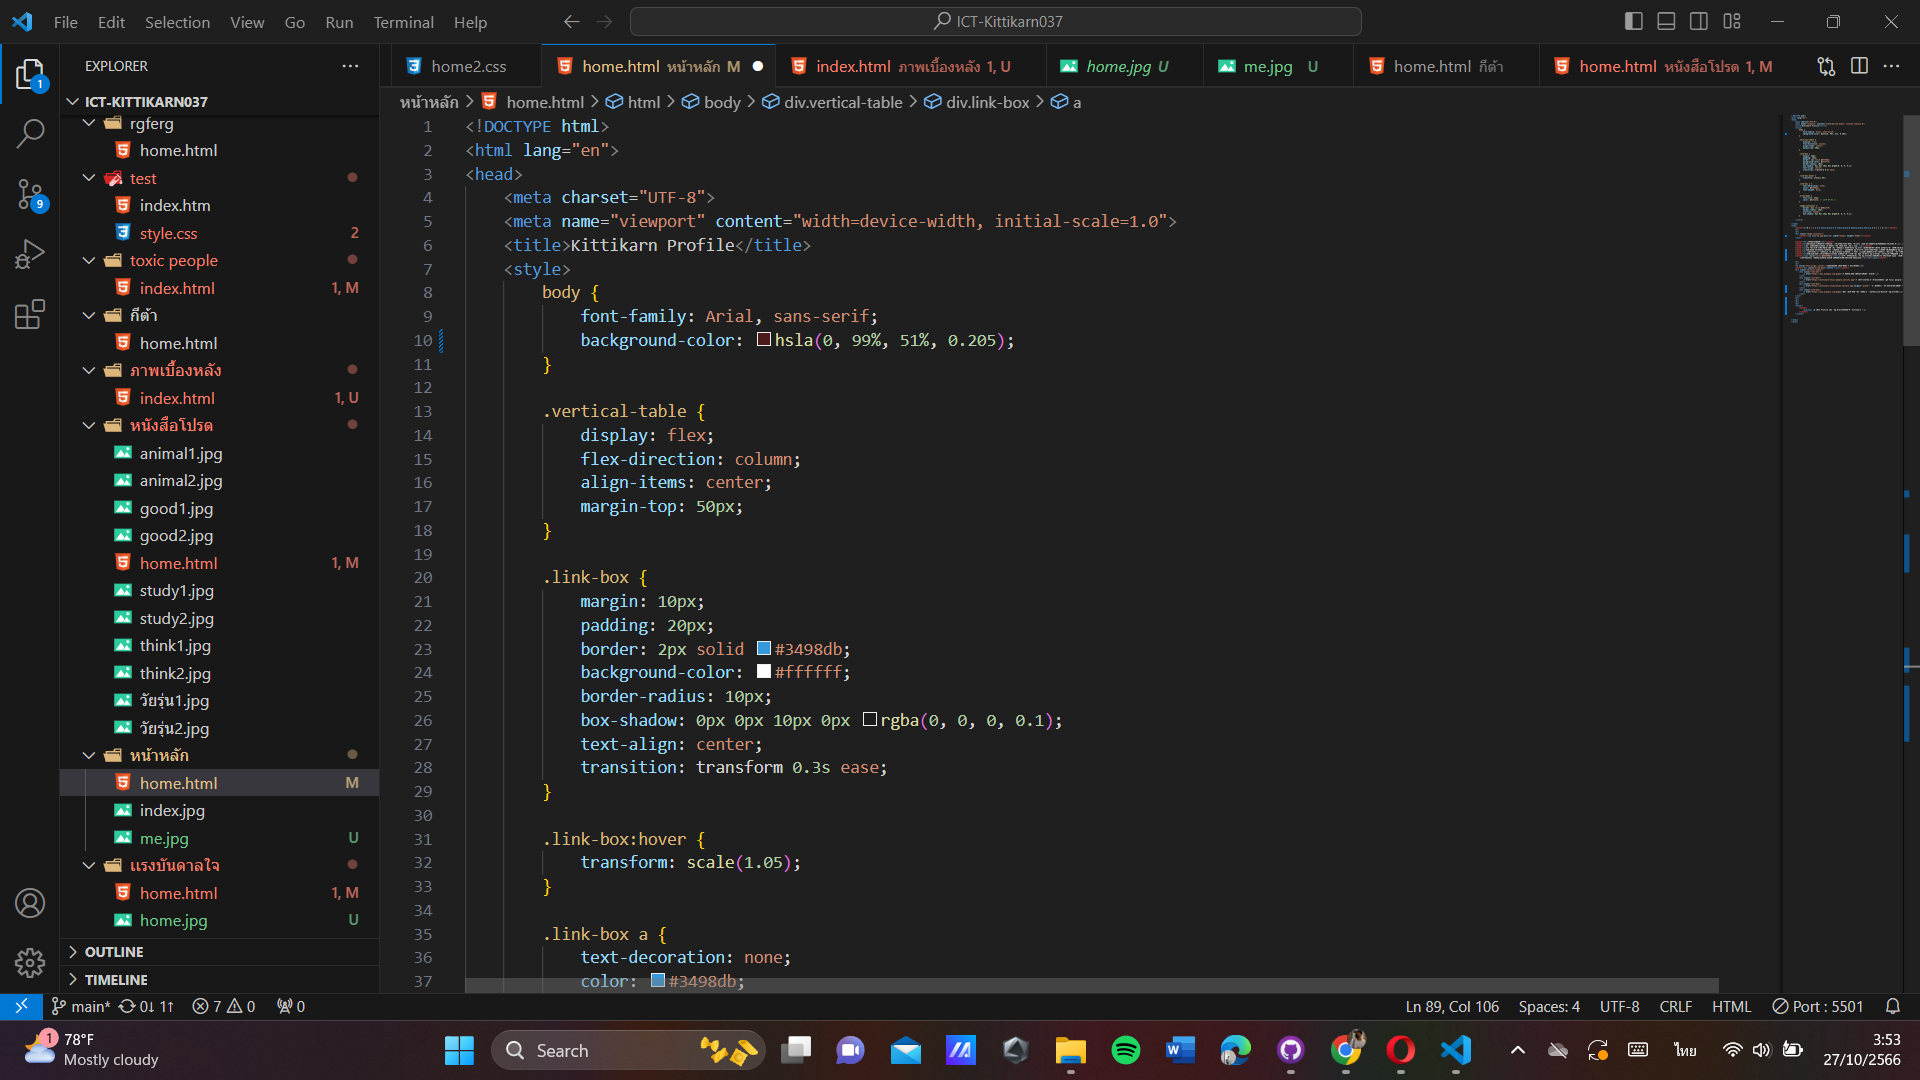 File Edit Selection View Go Run Terminal Help
ICT-Kittikarn037
EXPLORER
ICT-KITTIKARN037
rgferg
home.html
test
index.htm
style.css 2
toxic people
index.html 1, M
กีต้า
home.html
ภาพเบื้องหลัง
index.html 1, U
หนังสือโปรด
animal1.jpg
animal2.jpg
good1.jpg
good2.jpg
home.html 1, M
study1.jpg
study2.jpg
think1.jpg
think2.jpg
วัยรุ่น1.jpg
วัยรุ่น2.jpg
หน้าหลัก
home.html M
index.jpg
me.jpg U
แรงบันดาลใจ
home.html 1, M
home.jpg U
OUTLINE
TIMELINE
home2.css home.html หน้าหลัก M index.html ภาพเบื้องหลัง 1, U home.jpg U me.jpg U home.html กีต้า home.html หนังสือโปรด 1, M
หน้าหลัก > home.html > html > body > div.vertical-table > div.link-box > a
1 <!DOCTYPE html>
2 <html lang="en">
3 <head>
4 <meta charset="UTF-8">
5 <meta name="viewport" content="width=device-width, initial-scale=1.0">
6 <title>Kittikarn Profile</title>
7 <style>
8 body {
9 font-family: Arial, sans-serif;
10 background-color: hsla(0, 99%, 51%, 0.205);
11 }
12
13 .vertical-table {
14 display: flex;
15 flex-direction: column;
16 align-items: center;
17 margin-top: 50px;
18 }
19
20 .link-box {
21 margin: 10px;
22 padding: 20px;
23 border: 2px solid #3498db;
24 background-color: #ffffff;
25 border-radius: 10px;
26 box-shadow: 0px 0px 10px 0px rgba(0, 0, 0, 0.1);
27 text-align: center;
28 transition: transform 0.3s ease;
29 }
30
31 .link-box:hover {
32 transform: scale(1.05);
33 }
34
35 .link-box a {
36 text-decoration: none;
37 color: #3498db;
1
9
main* 0↓ 1↑ 7 0 0
Ln 89, Col 106 Spaces: 4 UTF-8 CRLF HTML Port : 5501
1
78°F
Mostly cloudy
Search
ไทย
3:53
27/10/2566